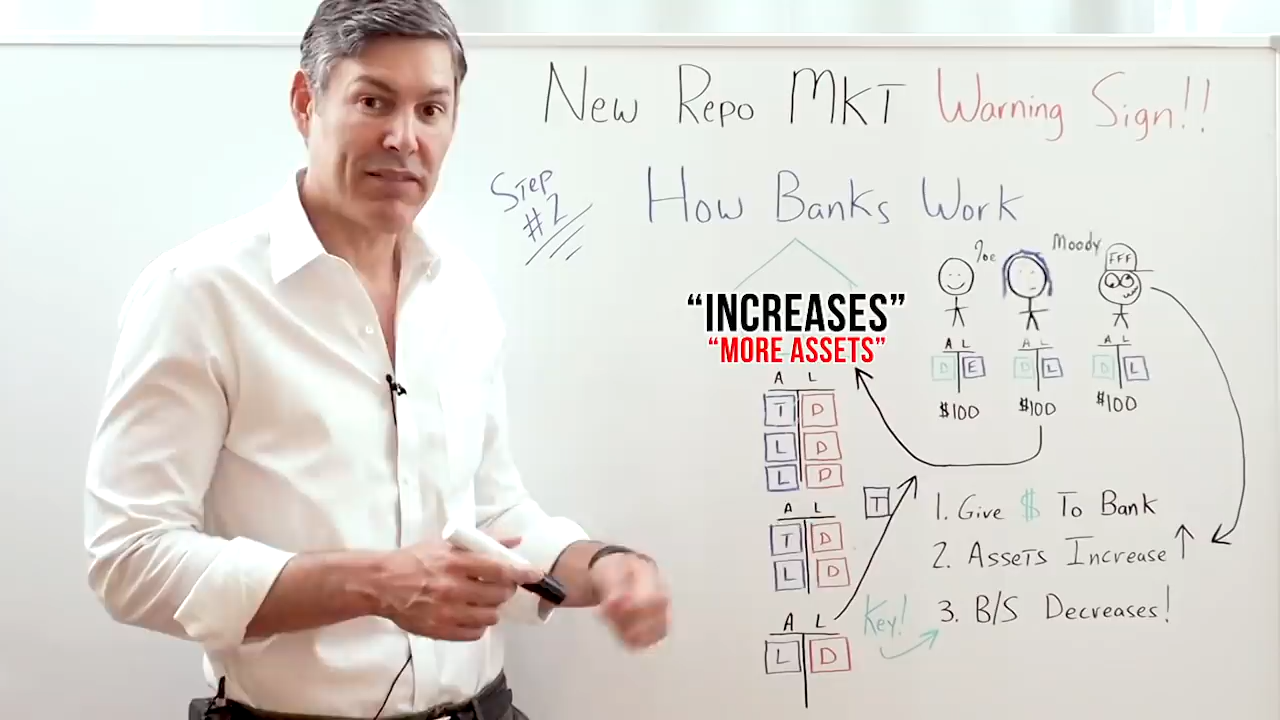 New Repo MKT Warning Sign!!
Step
#2
How Banks Work
Joe
Moody
FFF
“INCREASES”
“MORE ASSETS”
A L
D E
$100
A L
D L
$100
A L
D L
$100
A L
T D
L D
L D
A L
T D
L D
T
A L
L D
Key!
1. Give $ To Bank
2. Assets Increase
3. B/S Decreases!